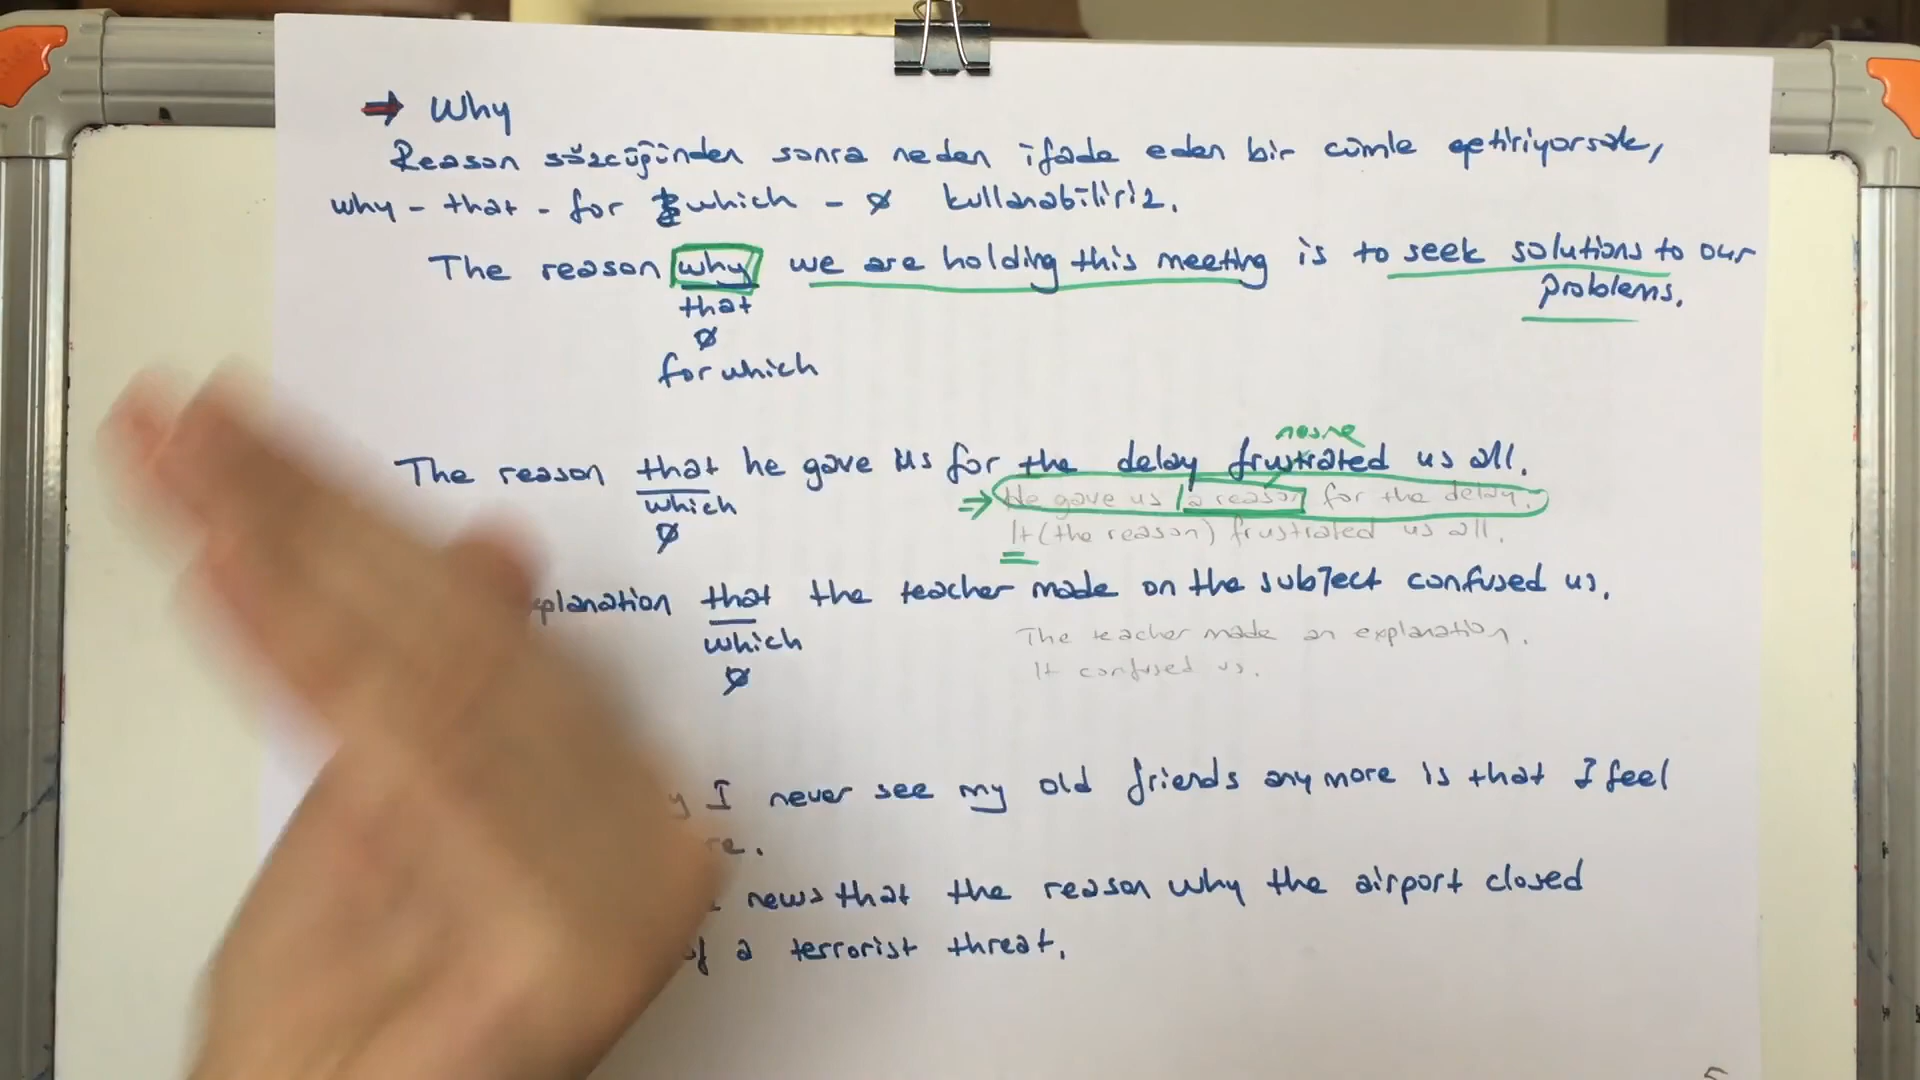 ⇒ Why
Reason sözcüğünden sonra neden ifade eden bir cümle getiriyorsak,
why - that - for which - Ø kullanabiliriz.
The reason why we are holding this meeting is to seek solutions to our
problems.
that
Ø
for which
nesne
The reason that he gave us for the delay frustrated us all.
which
⇒ He gave us a reason for the delay.
Ø
It (the reason) frustrated us all.
planation that the teacher made on the subject confused us.
which
The teacher made an explanation.
Ø
It confused us.
y I never see my old friends anymore is that I feel
re.
news that the reason why the airport closed
of a terrorist threat.